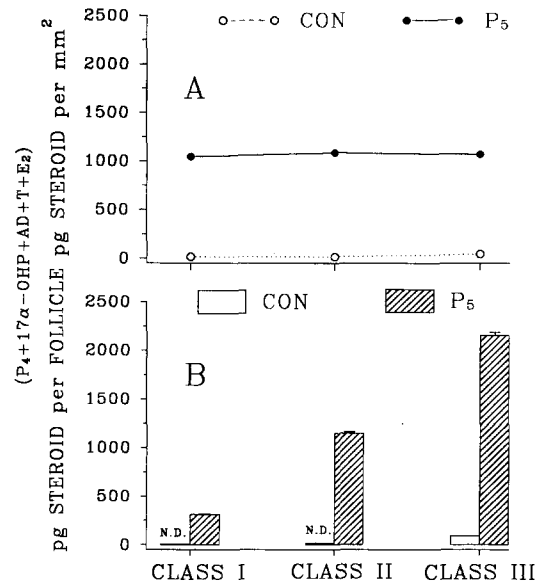 CON P₅
2500
2000
1500
1000
500
0
A
pg STEROID per mm²
(P₄+17α-OHP+AD+T+E₂)
pg STEROID per FOLLICLE
CON P₅
2500
2000
1500
1000
500
0
B
N.D. N.D.
CLASS I CLASS II CLASS III